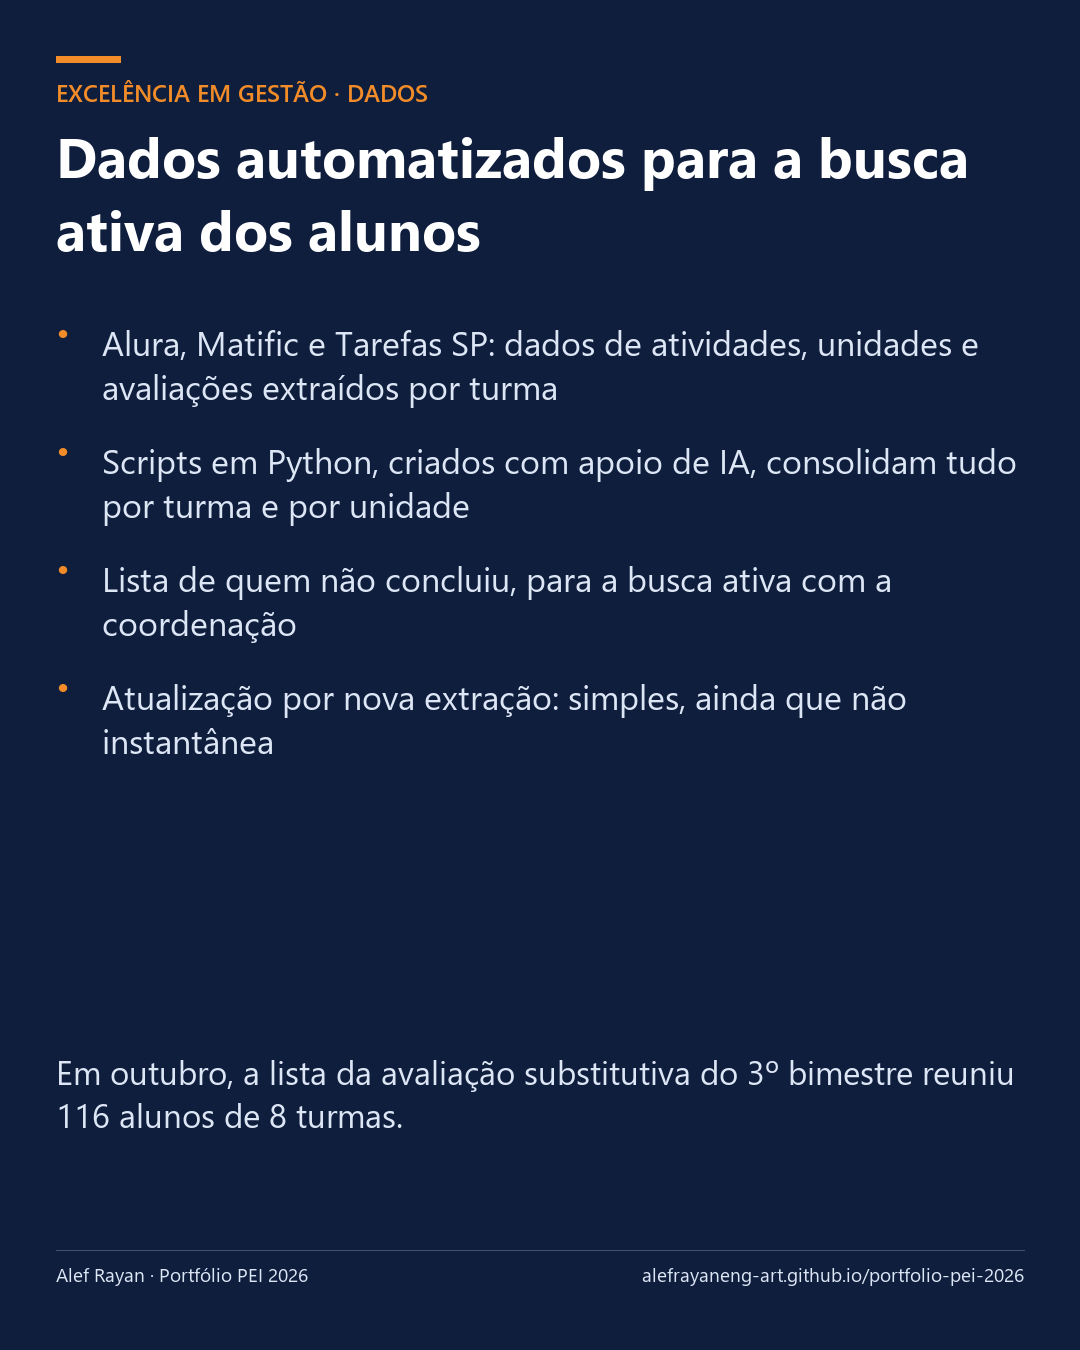 EXCELÊNCIA EM GESTÃO · DADOS
Dados automatizados para a busca
ativa dos alunos
• Alura, Matific e Tarefas SP: dados de atividades, unidades e
avaliações extraídos por turma
• Scripts em Python, criados com apoio de IA, consolidam tudo
por turma e por unidade
• Lista de quem não concluiu, para a busca ativa com a
coordenação
• Atualização por nova extração: simples, ainda que não
instantânea
Em outubro, a lista da avaliação substitutiva do 3º bimestre reuniu
116 alunos de 8 turmas.
Alef Rayan · Portfólio PEI 2026
alefrayaneng-art.github.io/portfolio-pei-2026